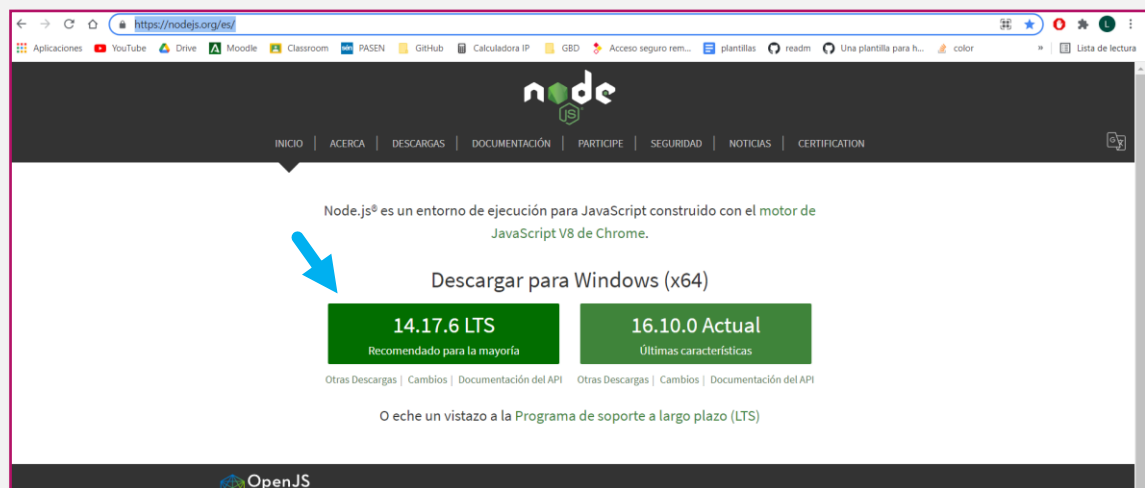 https://nodejs.org/es/
Aplicaciones YouTube Drive Moodle Classroom PASEN GitHub Calculadora IP GBD Acceso seguro rem... plantillas readm Una plantilla para h... color » Lista de lectura
node
JS
INICIO | ACERCA | DESCARGAS | DOCUMENTACIÓN | PARTICIPE | SEGURIDAD | NOTICIAS | CERTIFICATION
Node.js® es un entorno de ejecución para JavaScript construido con el motor de
JavaScript V8 de Chrome.
Descargar para Windows (x64)
14.17.6 LTS
Recomendado para la mayoría
16.10.0 Actual
Últimas características
Otras Descargas | Cambios | Documentación del API
Otras Descargas | Cambios | Documentación del API
O eche un vistazo a la Programa de soporte a largo plazo (LTS)
OpenJS